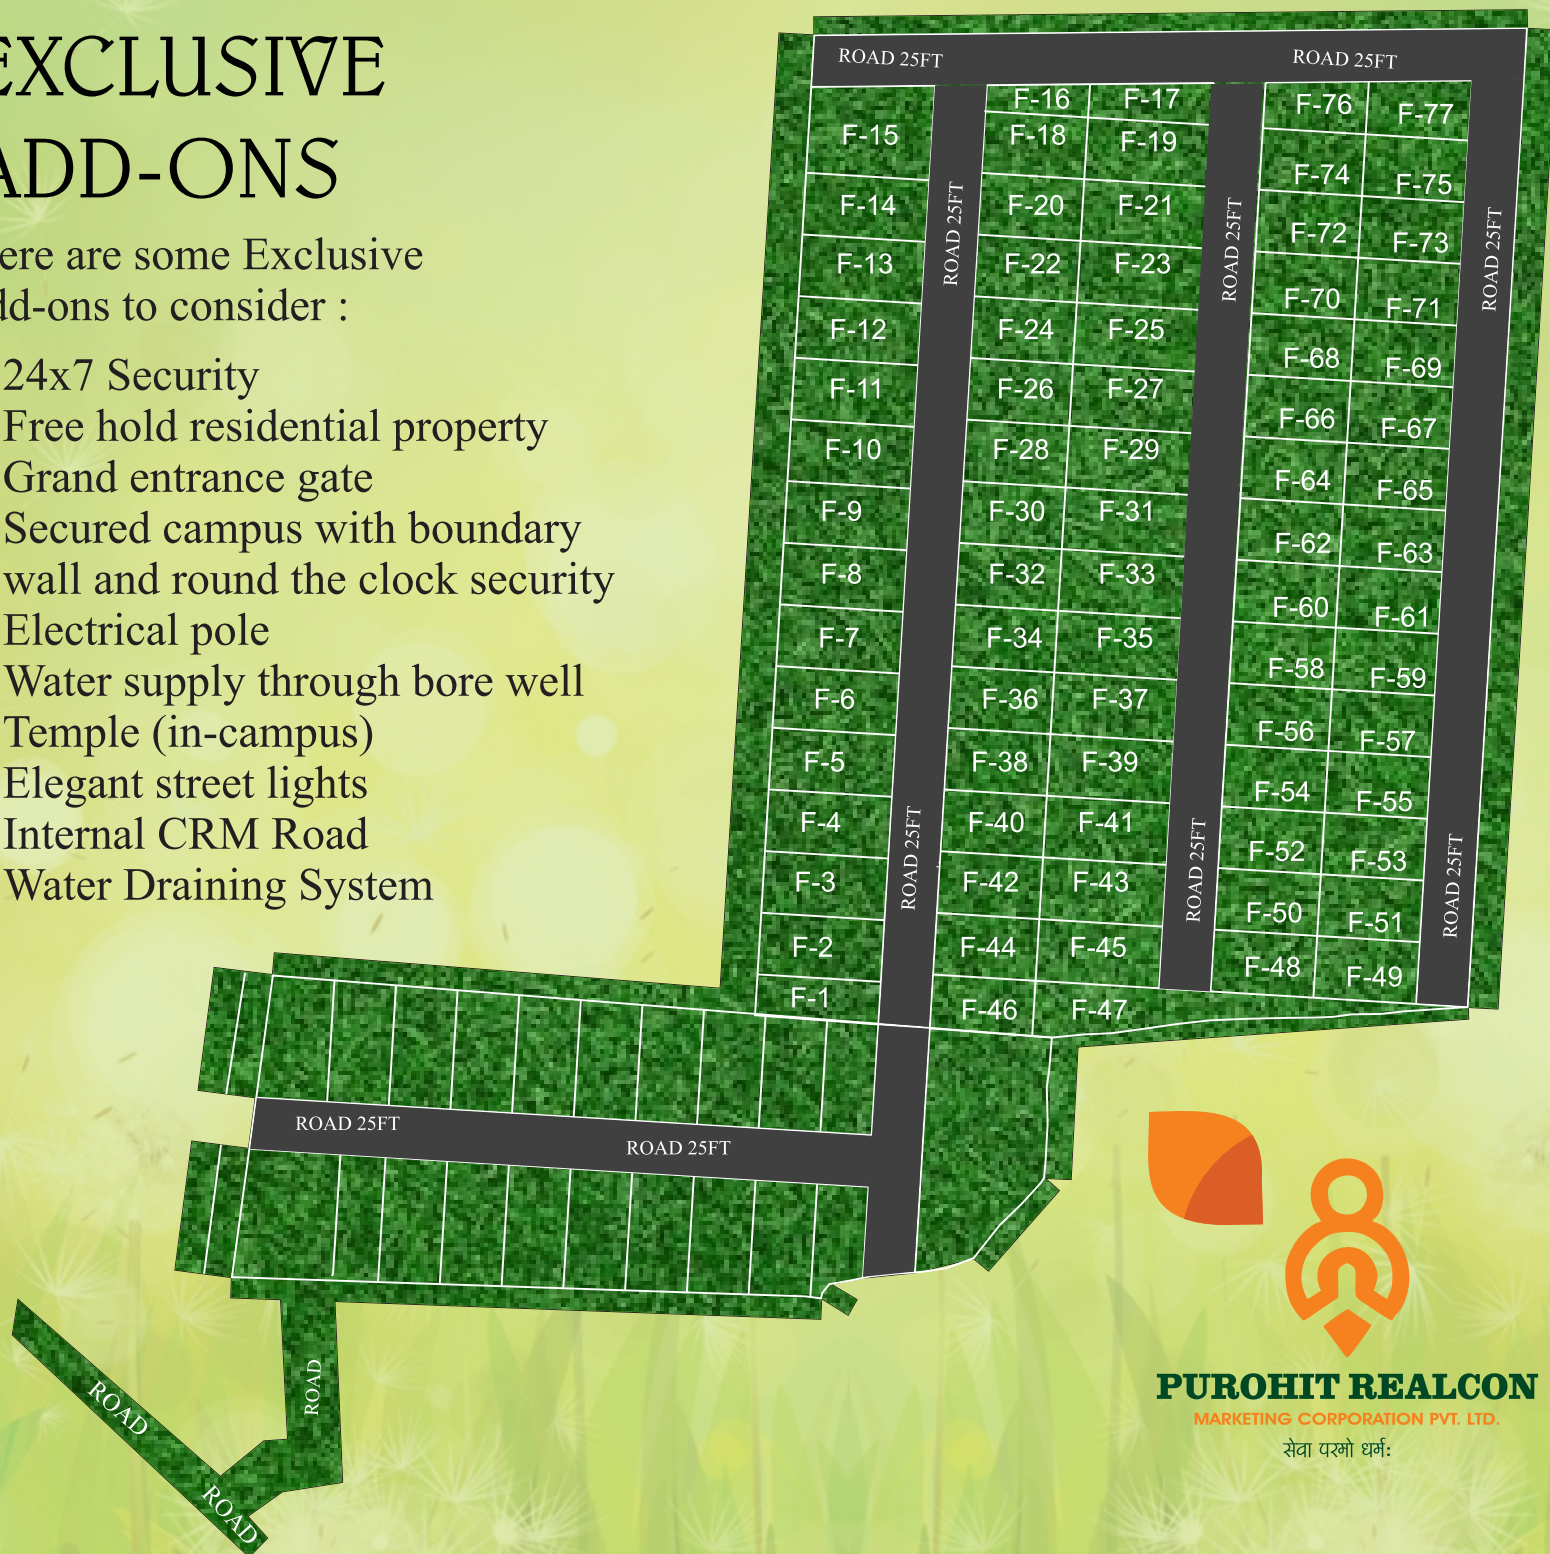 EXCLUSIVE
ADD-ONS
ere are some Exclusive
dd-ons to consider :
24x7 Security
Free hold residential property
Grand entrance gate
Secured campus with boundary
wall and round the clock security
Electrical pole
Water supply through bore well
Temple (in-campus)
Elegant street lights
Internal CRM Road
Water Draining System
ROAD 25FT
ROAD 25FT
F-15
F-14
F-13
F-12
F-11
F-10
F-9
F-8
F-7
F-6
F-5
F-4
F-3
F-2
F-1
ROAD 25FT
ROAD 25FT
F-16 F-17
F-18 F-19
F-20 F-21
F-22 F-23
F-24 F-25
F-26 F-27
F-28 F-29
F-30 F-31
F-32 F-33
F-34 F-35
F-36 F-37
F-38 F-39
F-40 F-41
F-42 F-43
F-44 F-45
F-46 F-47
ROAD 25FT
ROAD 25FT
F-76 F-77
F-74 F-75
F-72 F-73
F-70 F-71
F-68 F-69
F-66 F-67
F-64 F-65
F-62 F-63
F-60 F-61
F-58 F-59
F-56 F-57
F-54 F-55
F-52 F-53
F-50 F-51
F-48 F-49
ROAD 25FT
ROAD 25FT
ROAD 25FT
ROAD 25FT
ROAD
ROAD
ROAD
PUROHIT REALCON
MARKETING CORPORATION PVT. LTD.
सेवा परमो धर्म: